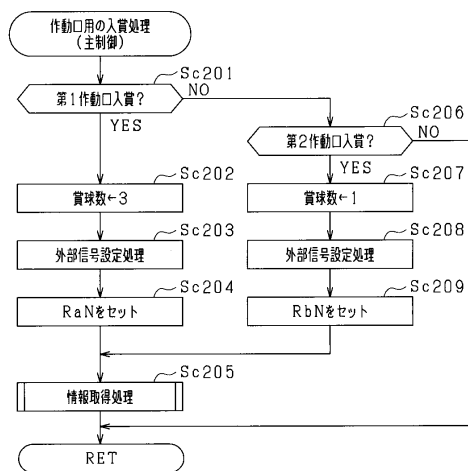 作動口用の入賞処理
(主制御)
Sc201
第1作動口入賞?
NO
YES
Sc206
第2作動口入賞?
NO
YES
Sc202
賞球数←3
Sc207
賞球数←1
Sc203
外部信号設定処理
Sc208
外部信号設定処理
Sc204
RaNをセット
Sc209
RbNをセット
Sc205
情報取得処理
RET